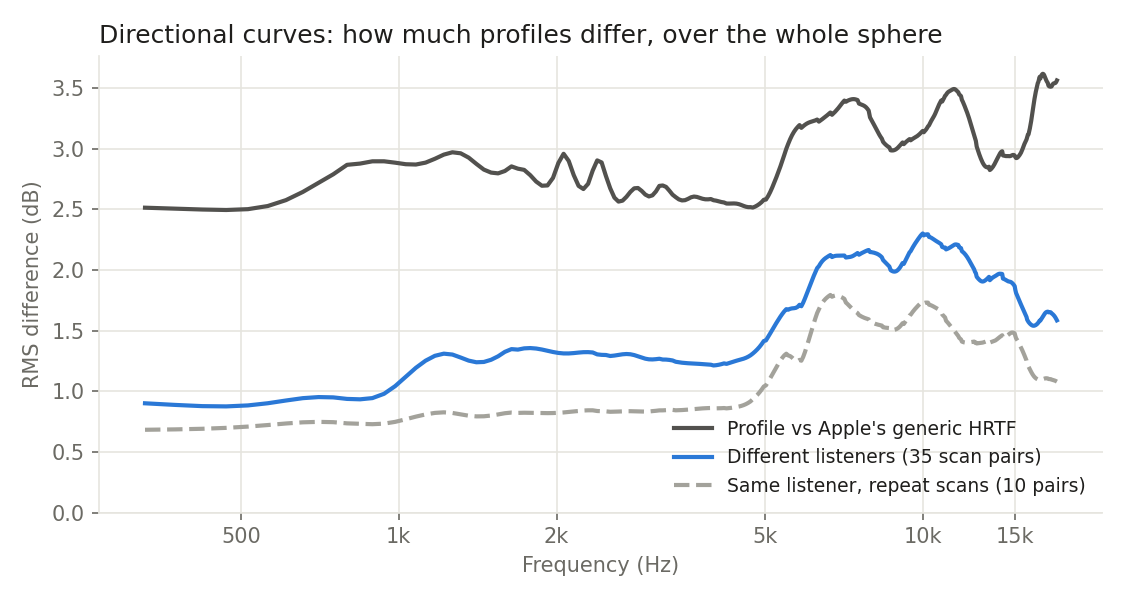 Directional curves: how much profiles differ, over the whole sphere
RMS difference (dB)
3.5
3.0
2.5
2.0
1.5
1.0
0.5
0.0
Profile vs Apple's generic HRTF
Different listeners (35 scan pairs)
Same listener, repeat scans (10 pairs)
500
1k
2k
5k
10k
15k
Frequency (Hz)